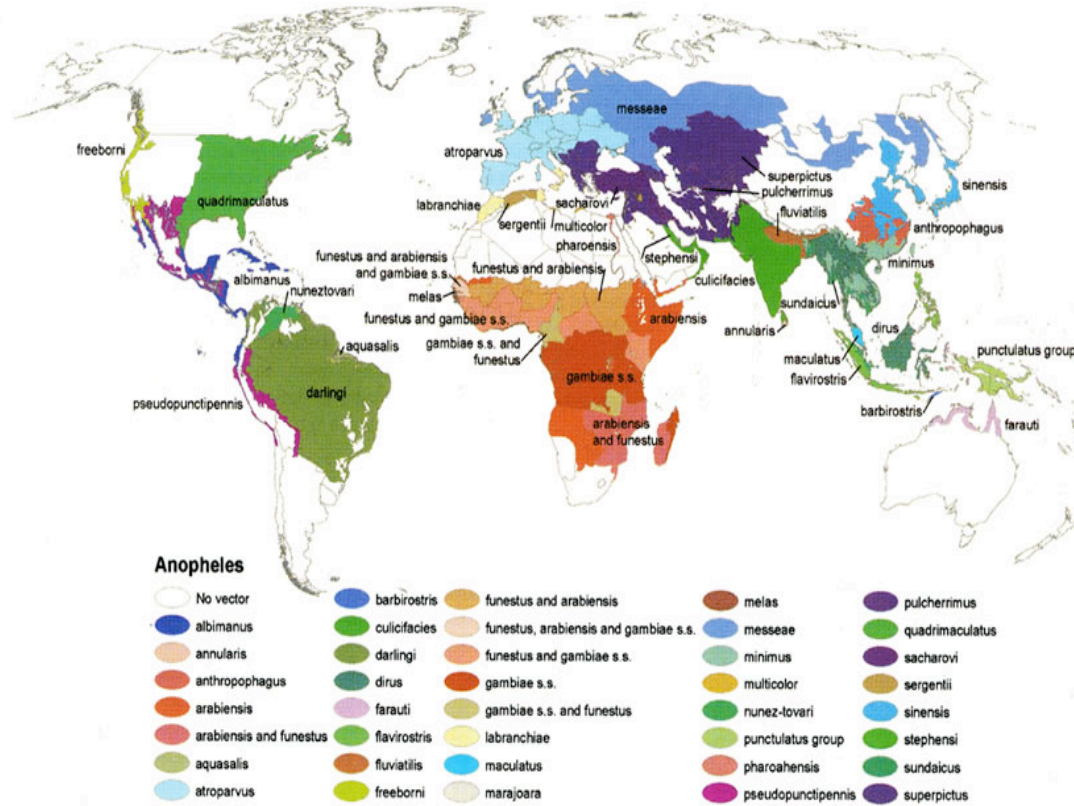 messeae
freeborni
atroparvus
superpictus
quadrimaculatus
pulcherrimus
sinensis
sacharovi
labranchiae
fluviatilis
sergentii
multicolor
anthropophagus
pharoensis
funestus and arabiensis
and gambiae s.s.
stephensi
minimus
funestus and arabiensis
albimanus
culicifacies
nuneztovari
melas
sundaicus
arabiensis
funestus and gambiae s.s.
annularis
dirus
gambiae s.s. and
funestus
aquasalis
punctulatus group
maculatus
gambiae s.s.
flavirostris
darlingi
pseudopunctipennis
barbirostris
arabiensis
and funestus
farauti
Anopheles
No vector
albimanus
annularis
anthropophagus
arabiensis
arabiensis and funestus
aquasalis
atroparvus
barbirostris
culicifacies
darlingi
dirus
farauti
flavirostris
fluviatilis
freeborni
funestus and arabiensis
funestus, arabiensis and gambiae s.s.
funestus and gambiae s.s.
gambiae s.s.
gambiae s.s. and funestus
labranchiae
maculatus
marajoara
melas
messeae
minimus
multicolor
nunez-tovari
punctulatus group
pharoahensis
pseudopunctipennis
pulcherrimus
quadrimaculatus
sacharovi
sergentii
sinensis
stephensi
sundaicus
superpictus